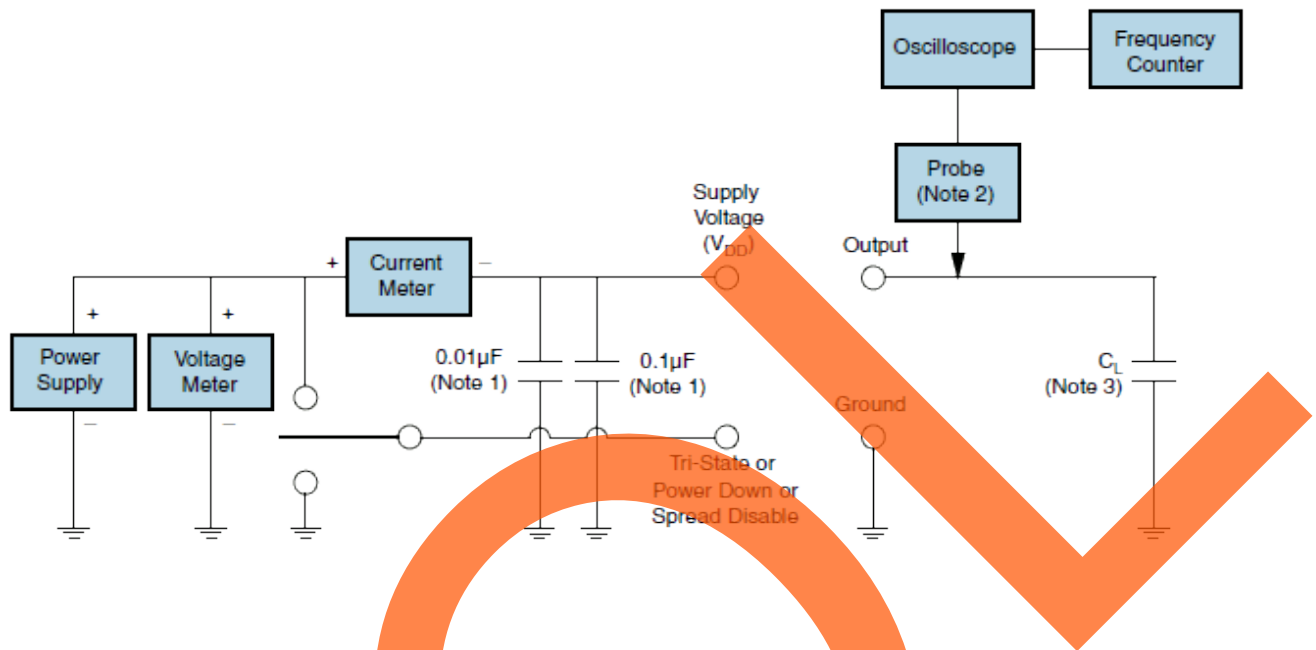 Oscilloscope
Frequency
Counter
Probe
(Note 2)
Supply
Voltage
(VDD)
Output
+
Current
Meter
–
+
Power
Supply
–
+
Voltage
Meter
–
0.01µF
(Note 1)
0.1µF
(Note 1)
CL
(Note 3)
Ground
Tri-State or
Power Down or
Spread Disable